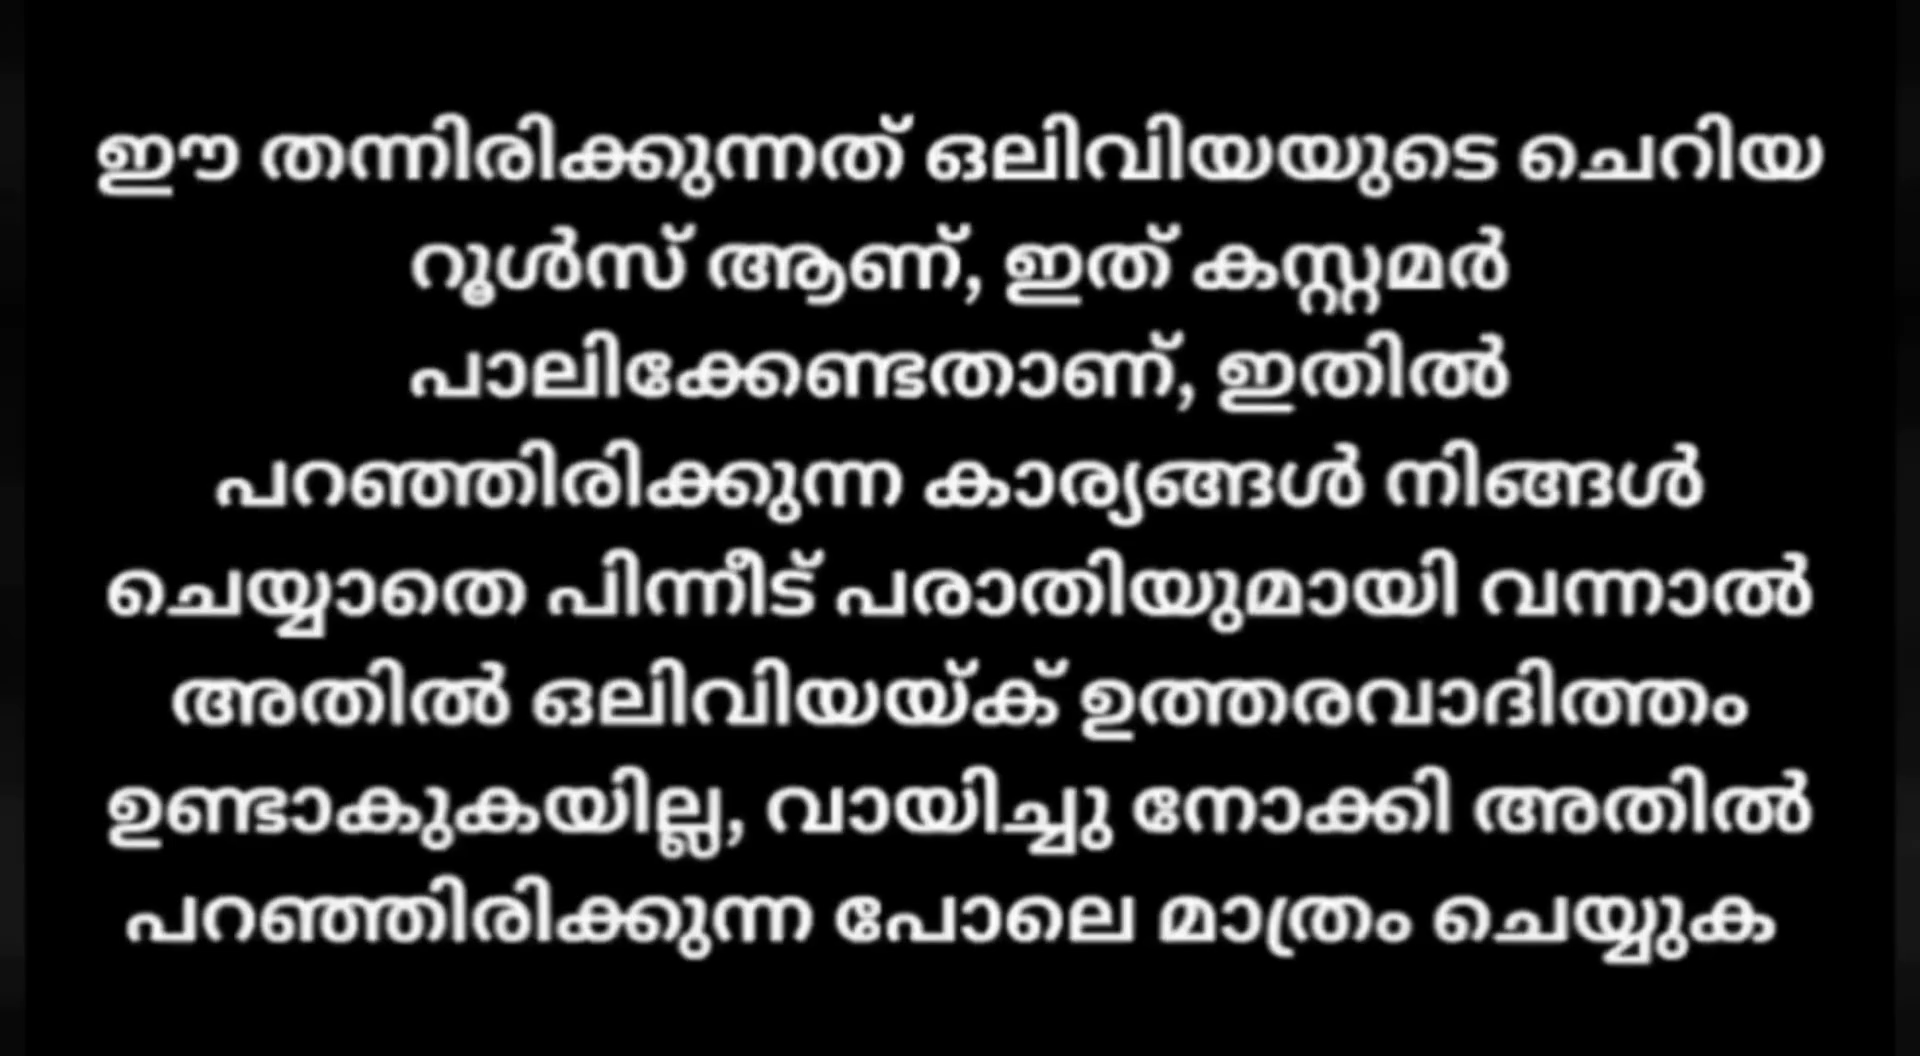 ഈ തന്നിരിക്കുന്നത് ഒലിവിയയുടെ ചെറിയ
റൂൾസ് ആണ്, ഇത് കസ്റ്റമർ
പാലിക്കേണ്ടതാണ്, ഇതിൽ
പറഞ്ഞിരിക്കുന്ന കാര്യങ്ങൾ നിങ്ങൾ
ചെയ്യാതെ പിന്നീട് പരാതിയുമായി വന്നാൽ
അതിൽ ഒലിവിയയ്ക് ഉത്തരവാദിത്തം
ഉണ്ടാകുകയില്ല, വായിച്ചു നോക്കി അതിൽ
പറഞ്ഞിരിക്കുന്ന പോലെ മാത്രം ചെയ്യുക